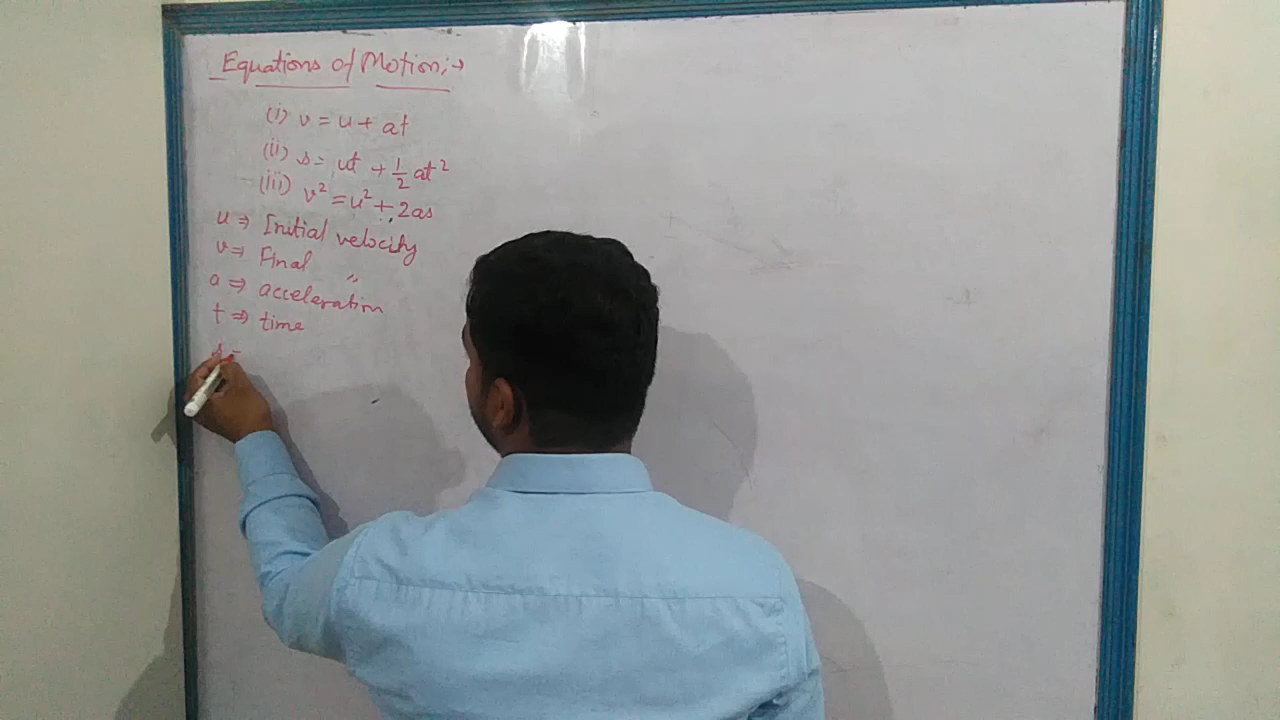 Equations of Motion:→
(i) v = u + at
(ii) s = ut + 1/2 at²
(iii) v² = u² + 2as
u ⇒ Initial velocity
v ⇒ Final "
a ⇒ acceleration
t ⇒ time
s =